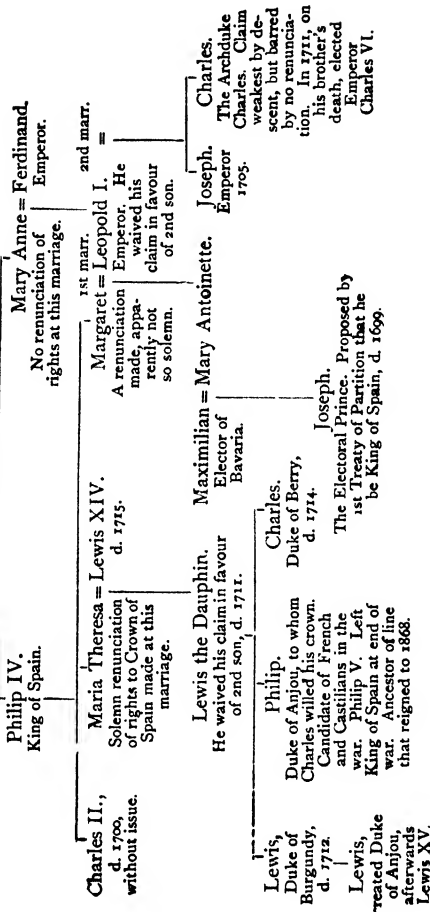 Philip IV.
King of Spain.
Mary Anne = Ferdinand,
Emperor.
No renunciation of
rights at this marriage.
Charles II.,
d. 1700,
without issue.
Maria Theresa = Lewis XIV.
d. 1715.
Solemn renunciation
of rights to Crown of
Spain made at this
marriage.
1st marr.
2nd marr.
Margaret = Leopold I. =
A renunciation
made, appa-
rently not
so solemn.
Emperor. He
waived his
claim in favour
of 2nd son.
Lewis the Dauphin.
He waived his claim in favour
of 2nd son, d. 1711.
Maximilian = Mary Antoinette.
Elector of
Bavaria.
Joseph.
Emperor
1705.
Charles.
The Archduke
Charles. Claim
weakest by de-
scent, but barred
by no renuncia-
tion. In 1711, on
his brother's
death, elected
Emperor
Charles VI.
Lewis,
Duke of
Burgundy,
d. 1712.
Philip.
Duke of Anjou, to whom
Charles willed his crown.
Candidate of French
and Castilians in the
war. Philip V. Left
King of Spain at end of
war. Ancestor of line
that reigned to 1868.
Charles.
Duke of Berry,
d. 1714.
Joseph.
The Electoral Prince. Proposed by
1st Treaty of Partition that he
be King of Spain, d. 1699.
Lewis,
reated Duke
of Anjou,
afterwards
Lewis XV.